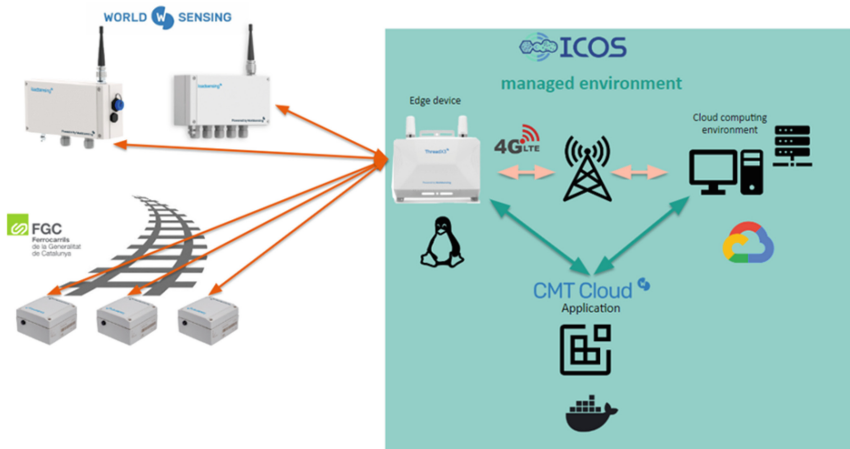 WORLD SENSING
ICOS
managed environment
Edge device
4G LTE
Cloud computing
environment
FGC
Ferrocarrils
de la Generalitat
de Catalunya
CMT Cloud
Application